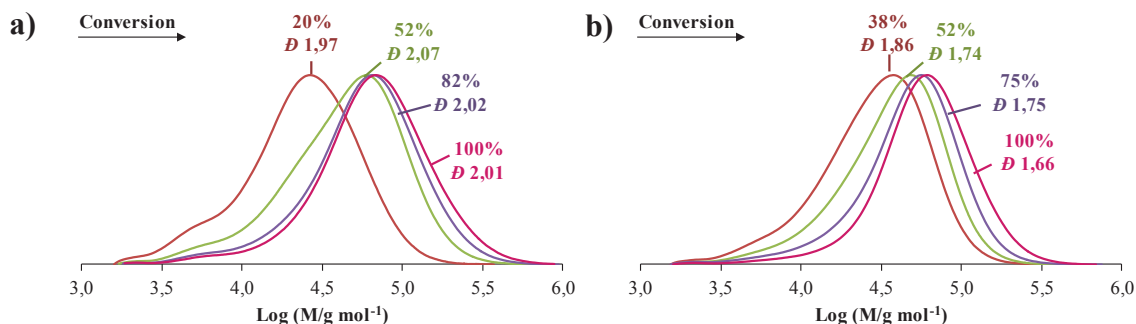 a)
Conversion
20%
Đ 1,97
52%
Đ 2,07
82%
Đ 2,02
100%
Đ 2,01
3,0 3,5 4,0 4,5 5,0 5,5 6,0
Log (M/g mol⁻¹)
b)
Conversion
38%
Đ 1,86
52%
Đ 1,74
75%
Đ 1,75
100%
Đ 1,66
3,0 3,5 4,0 4,5 5,0 5,5 6,0
Log (M/g mol⁻¹)